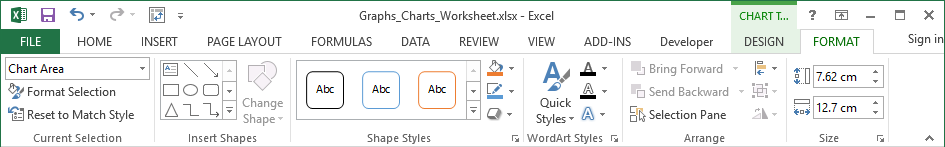 Graphs_Charts_Worksheet.xlsx - Excel
CHART T...
FILE HOME INSERT PAGE LAYOUT FORMULAS DATA REVIEW VIEW ADD-INS Developer DESIGN FORMAT Sign in
Chart Area
Format Selection
Reset to Match Style
Current Selection
Change
Shape
Insert Shapes
Abc Abc Abc
Shape Styles
Quick
Styles
A
A
A
A
WordArt Styles
Bring Forward
Send Backward
Selection Pane
Arrange
7.62 cm
12.7 cm
Size